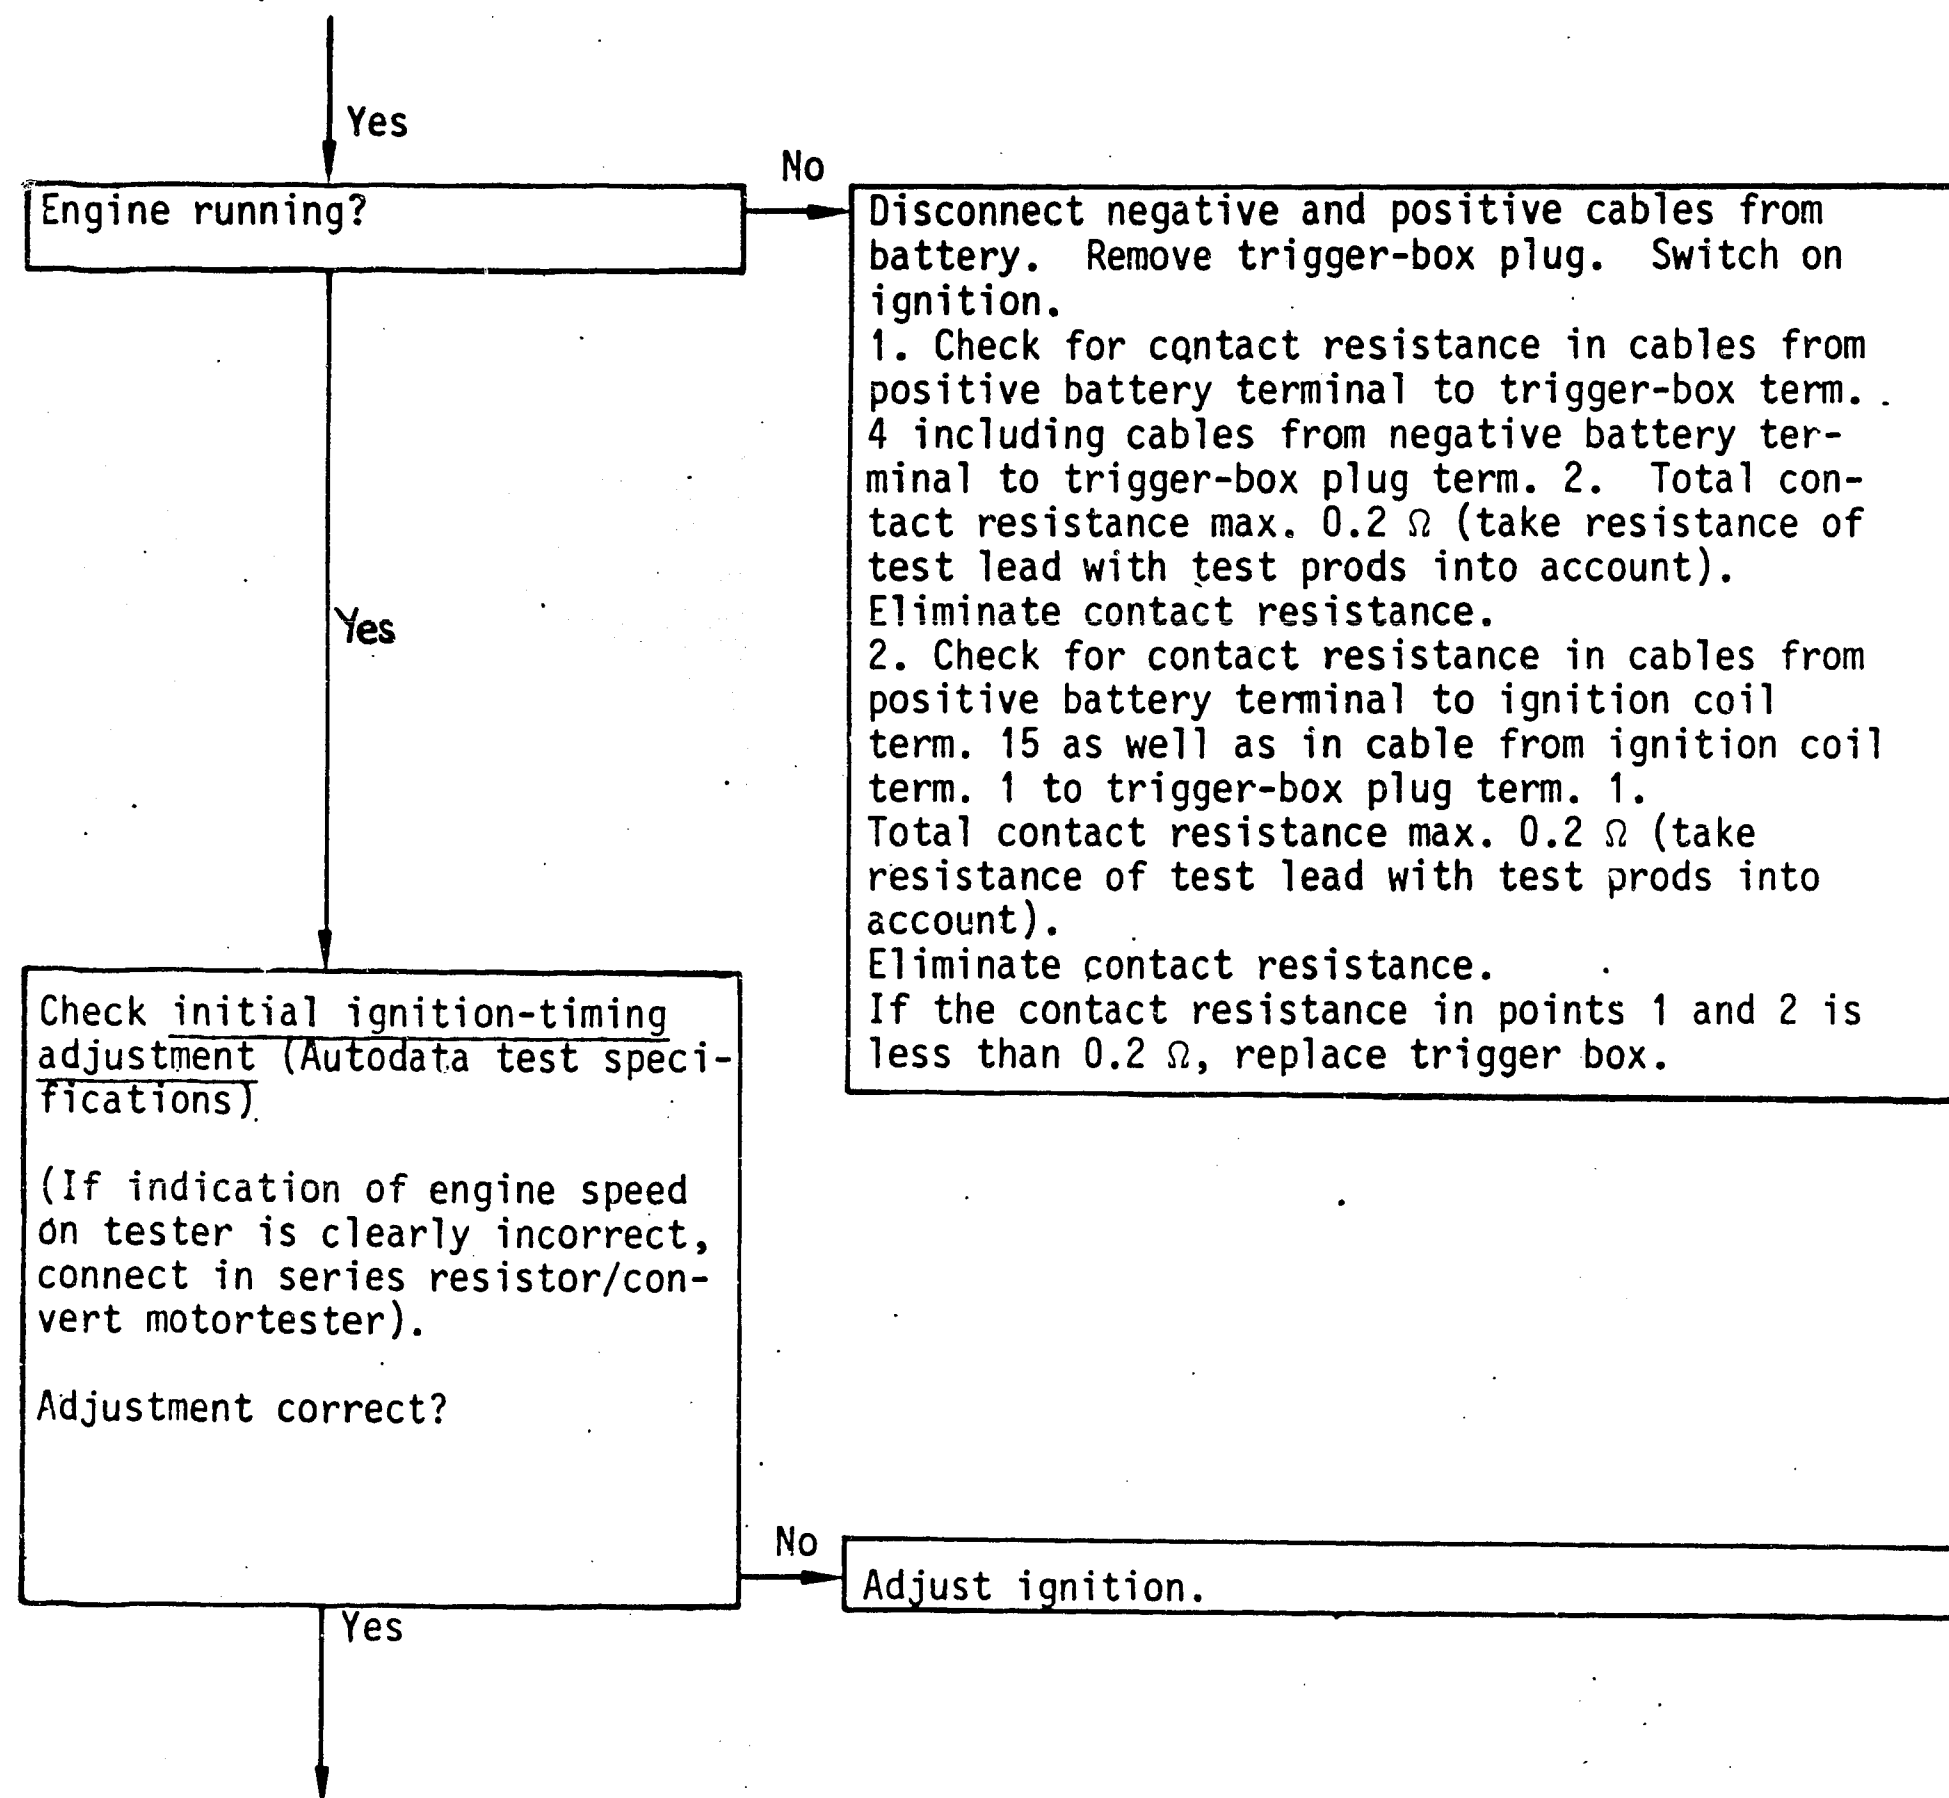 Yes
Engine running?
No
Disconnect negative and positive cables from
battery. Remove trigger-box plug. Switch on
ignition.
1. Check for contact resistance in cables from
positive battery terminal to trigger-box term.
4 including cables from negative battery ter-
minal to trigger-box plug term. 2. Total con-
tact resistance max. 0.2 Ω (take resistance of
test lead with test prods into account).
Eliminate contact resistance.
2. Check for contact resistance in cables from
positive battery terminal to ignition coil
term. 15 as well as in cable from ignition coil
term. 1 to trigger-box plug term. 1.
Total contact resistance max. 0.2 Ω (take
resistance of test lead with test prods into
account).
Eliminate contact resistance.
If the contact resistance in points 1 and 2 is
less than 0.2 Ω, replace trigger box.
Yes
Check initial ignition-timing
adjustment (Autodata test speci-
fications)
(If indication of engine speed
on tester is clearly incorrect,
connect in series resistor/con-
vert motortester).
Adjustment correct?
No
Adjust ignition.
Yes